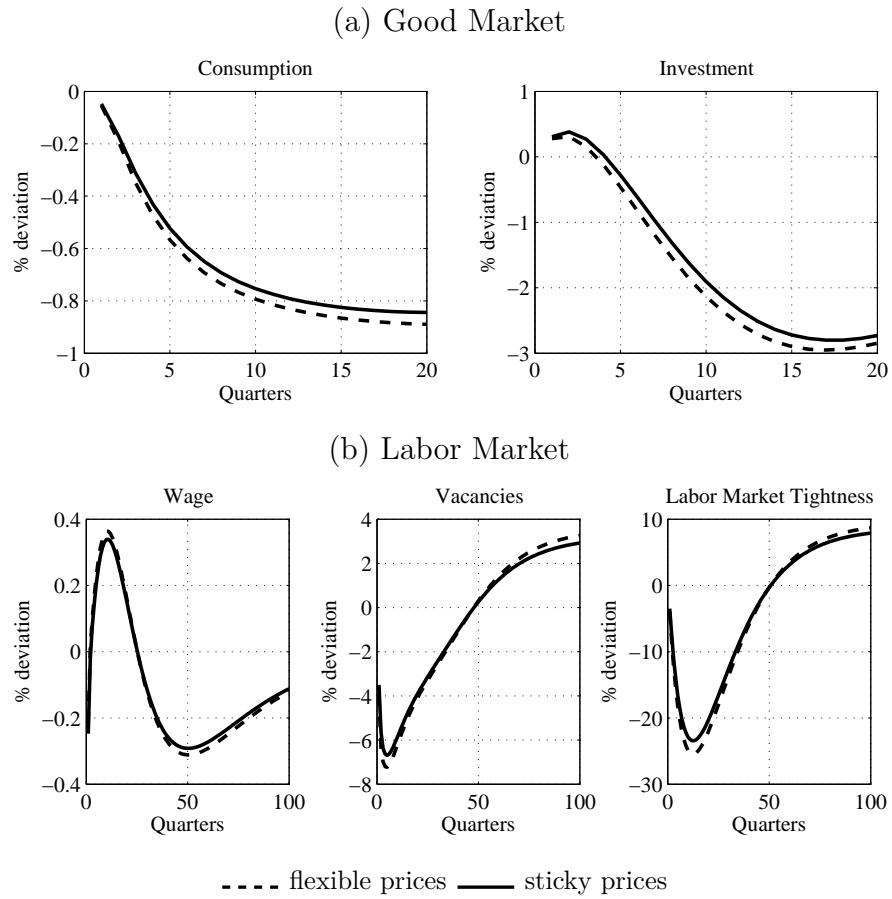 (a) Good Market
Consumption
Investment
% deviation
0
−0.2
−0.4
−0.6
−0.8
−1
0
5
10
15
20
Quarters
% deviation
1
0
−1
−2
−3
0
5
10
15
20
Quarters
(b) Labor Market
Wage
Vacancies
Labor Market Tightness
% deviation
0.4
0.2
0
−0.2
−0.4
0
50
100
Quarters
% deviation
4
2
0
−2
−4
−6
−8
0
50
100
Quarters
% deviation
10
0
−10
−20
−30
0
50
100
Quarters
flexible prices
sticky prices